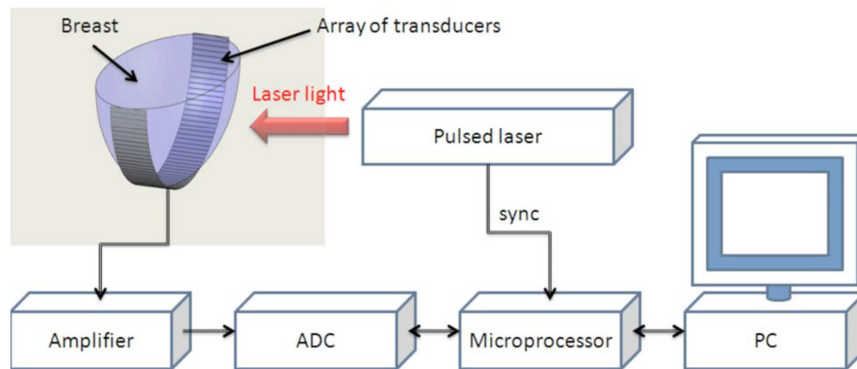 Breast
Array of transducers
Laser light
Pulsed laser
sync
Amplifier
ADC
Microprocessor
PC